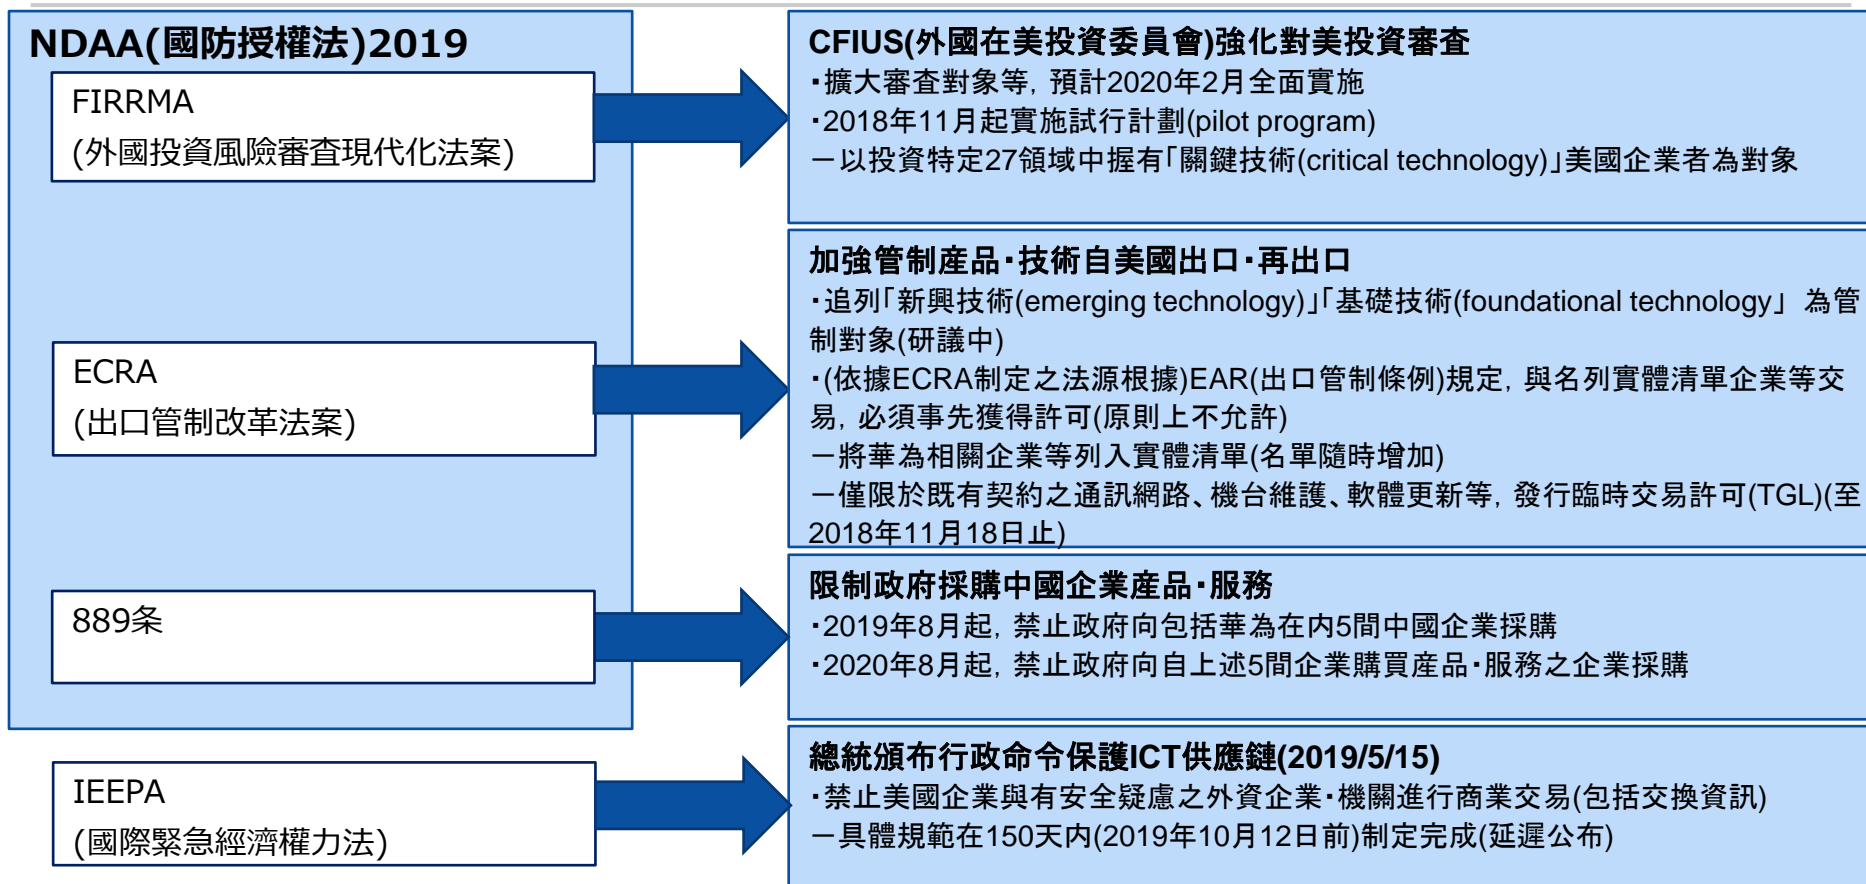 NDAA(國防授權法)2019
FIRRMA
(外國投資風險審查現代化法案)
CFIUS(外國在美投資委員會)強化對美投資審査
・擴大審査對象等, 預計2020年2月全面實施
・2018年11月起實施試行計劃(pilot program)
－以投資特定27領域中握有「關鍵技術(critical technology)」美國企業者為對象
ECRA
(出口管制改革法案)
加強管制産品・技術自美國出口・再出口
・追列「新興技術(emerging technology)」「基礎技術(foundational technology」 為管
制對象(研議中)
・(依據ECRA制定之法源根據)EAR(出口管制條例)規定, 與名列實體清單企業等交
易, 必須事先獲得許可(原則上不允許)
－將華為相關企業等列入實體清單(名單隨時增加)
－僅限於既有契約之通訊網路、機台維護、軟體更新等, 發行臨時交易許可(TGL)(至
2018年11月18日止)
889条
限制政府採購中國企業産品・服務
・2019年8月起, 禁止政府向包括華為在内5間中國企業採購
・2020年8月起, 禁止政府向自上述5間企業購買産品・服務之企業採購
IEEPA
(國際緊急經濟權力法)
總統頒布行政命令保護ICT供應鏈(2019/5/15)
・禁止美國企業與有安全疑慮之外資企業・機關進行商業交易(包括交換資訊)
－具體規範在150天内(2019年10月12日前)制定完成(延遲公布)